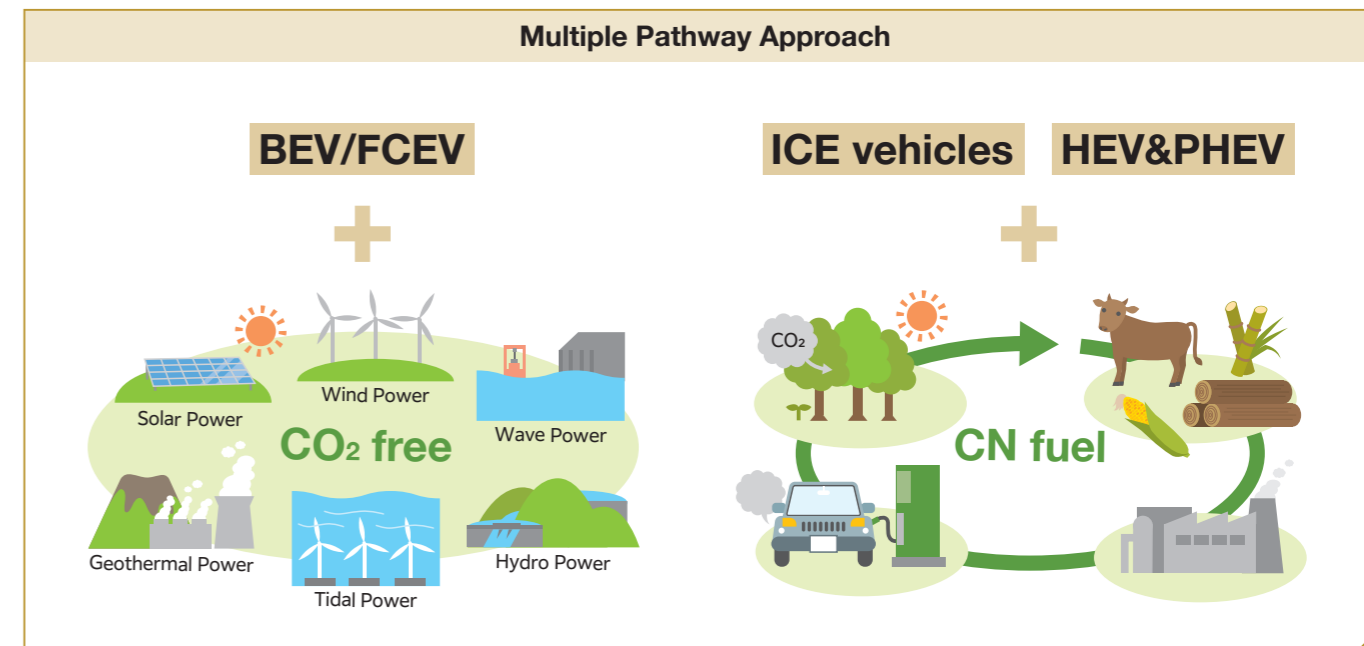 Multiple Pathway Approach
BEV/FCEV
ICE vehicles
HEV&PHEV
Solar Power
Wind Power
Wave Power
CO₂ free
Geothermal Power
Tidal Power
Hydro Power
CO₂
CN fuel